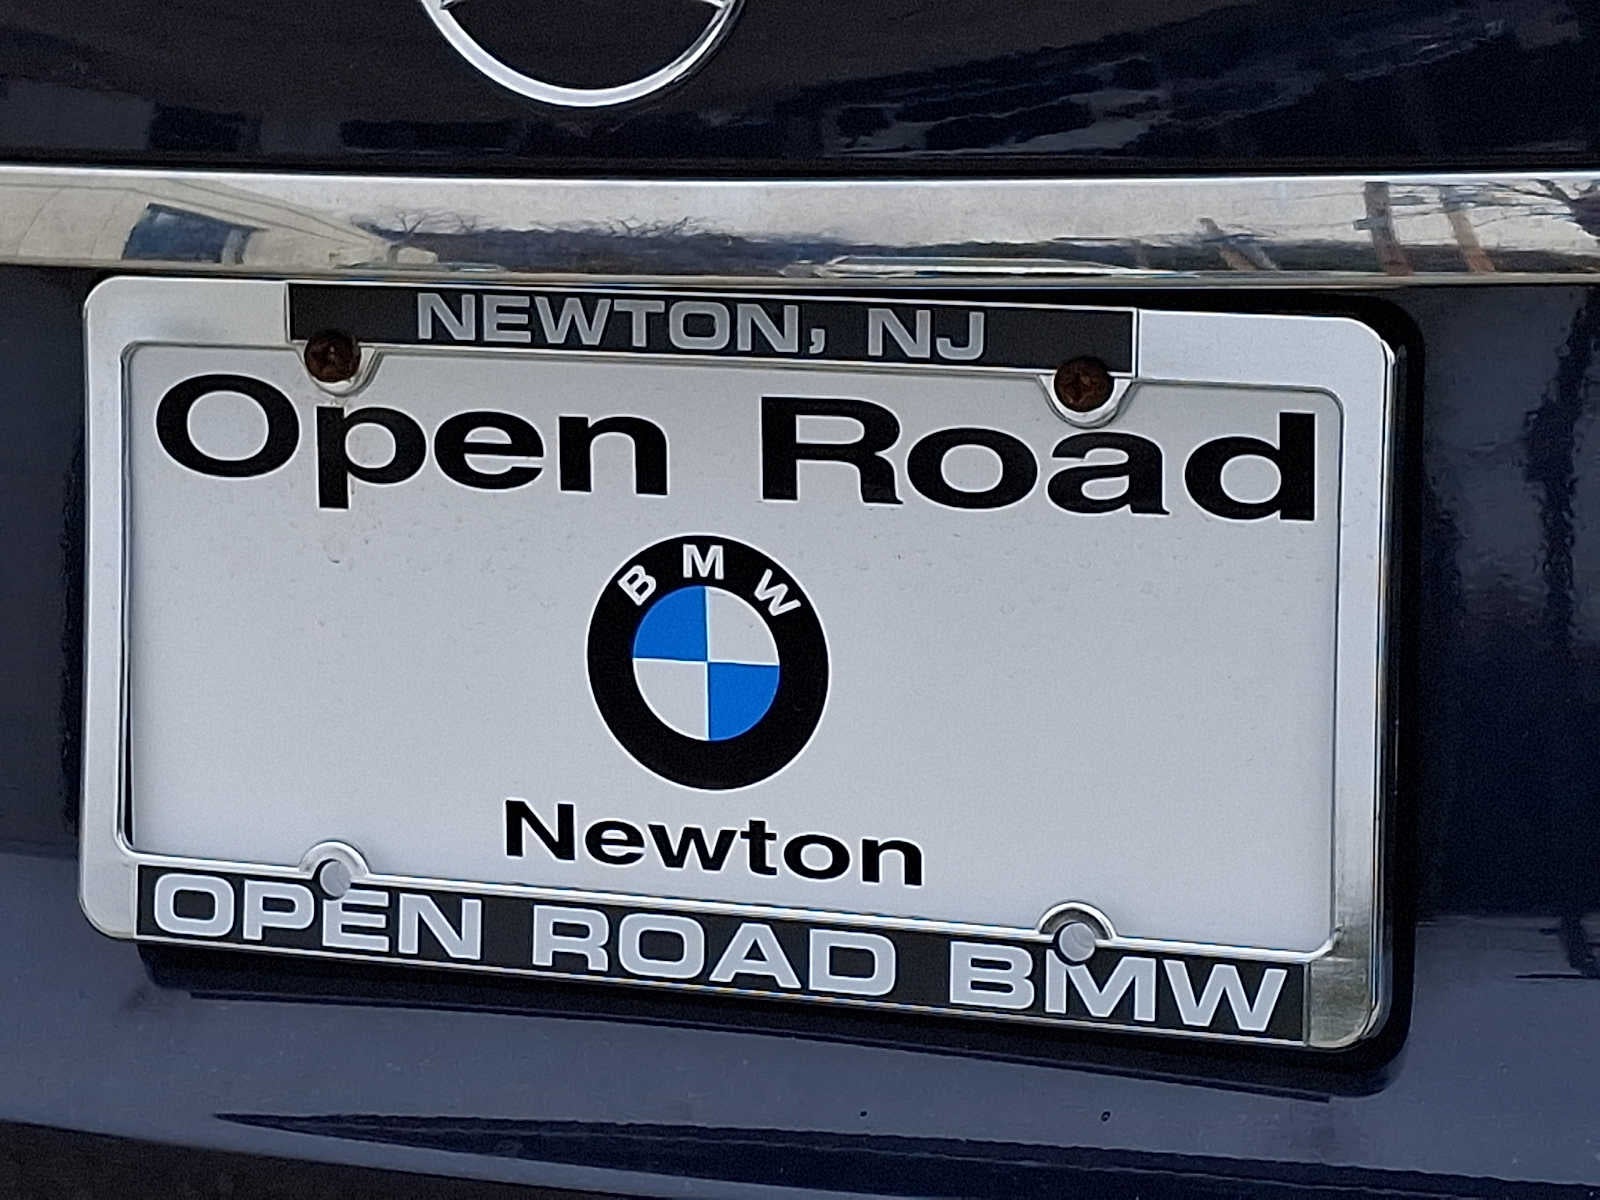 NEWTON, NJ
Open Road
BMW
Newton
OPEN ROAD BMW